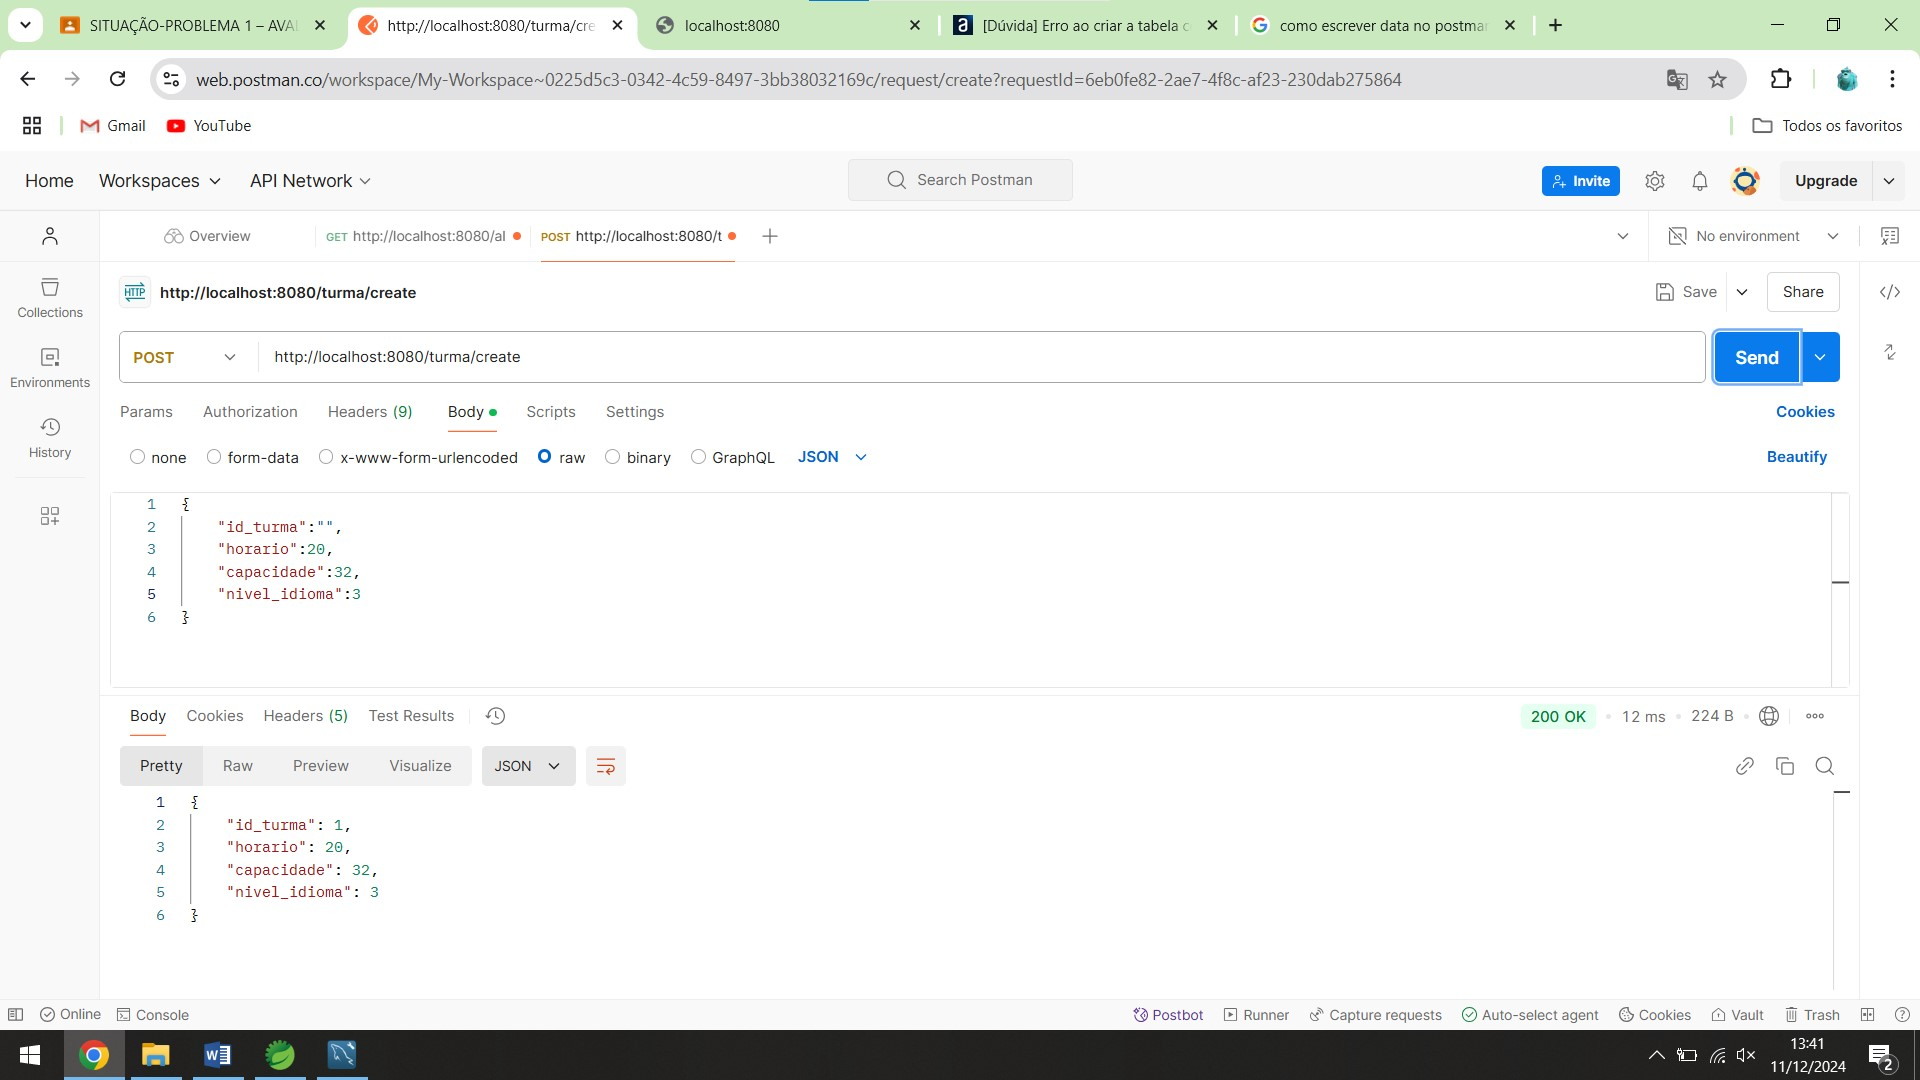 SITUAÇÃO-PROBLEMA 1 – AVAL
http://localhost:8080/turma/cre
localhost:8080
[Dúvida] Erro ao criar a tabela c
como escrever data no postman
web.postman.co/workspace/My-Workspace~0225d5c3-0342-4c59-8497-3bb38032169c/request/create?requestId=6eb0fe82-2ae7-4f8c-af23-230dab275864
Gmail
YouTube
Todos os favoritos
Home
Workspaces
API Network
Search Postman
Invite
Upgrade
Overview
GET http://localhost:8080/al
POST http://localhost:8080/t
No environment
Collections
Environments
History
HTTP
http://localhost:8080/turma/create
Save
Share
POST
http://localhost:8080/turma/create
Send
Params
Authorization
Headers (9)
Body
Scripts
Settings
Cookies
none
form-data
x-www-form-urlencoded
raw
binary
GraphQL
JSON
Beautify
1 {
2 "id_turma":"",
3 "horario":20,
4 "capacidade":32,
5 "nivel_idioma":3
6 }
Body
Cookies
Headers (5)
Test Results
200 OK
12 ms
224 B
Pretty
Raw
Preview
Visualize
JSON
1 {
2 "id_turma": 1,
3 "horario": 20,
4 "capacidade": 32,
5 "nivel_idioma": 3
6 }
Online
Console
Postbot
Runner
Capture requests
Auto-select agent
Cookies
Vault
Trash
13:41
11/12/2024
2